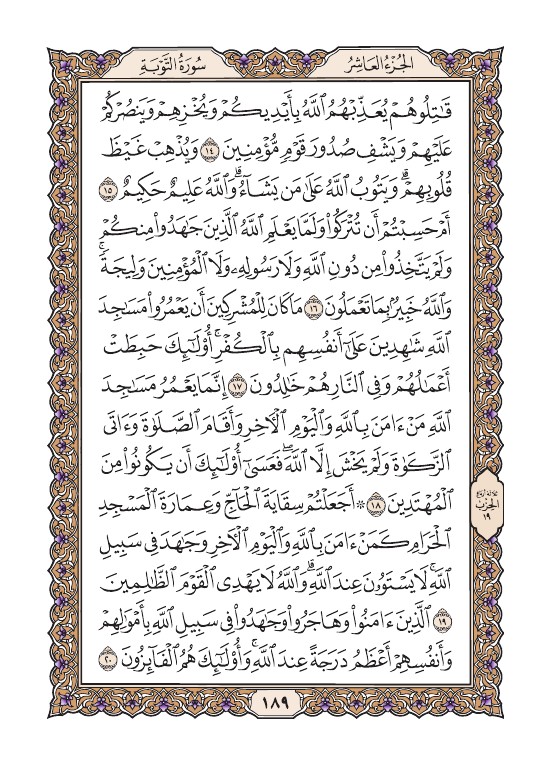 الجُزْءُ العَاشِرُ
سُورَةُ التَّوْبَةِ
قَٰتِلُوهُمْ يُعَذِّبْهُمُ ٱللَّهُ بِأَيْدِيكُمْ وَيُخْزِهِمْ وَيَنصُرْكُمْ
عَلَيْهِمْ وَيَشْفِ صُدُورَ قَوْمٍ مُّؤْمِنِينَ ١٤ وَيُذْهِبْ غَيْظَ
قُلُوبِهِمْۗ وَيَتُوبُ ٱللَّهُ عَلَىٰ مَن يَشَآءُۗ وَٱللَّهُ عَلِيمٌ حَكِيمٌ ١٥
أَمْ حَسِبْتُمْ أَن تُتْرَكُوا۟ وَلَمَّا يَعْلَمِ ٱللَّهُ ٱلَّذِينَ جَٰهَدُوا۟ مِنكُمْ
وَلَمْ يَتَّخِذُوا۟ مِن دُونِ ٱللَّهِ وَلَا رَسُولِهِۦ وَلَا ٱلْمُؤْمِنِينَ وَلِيجَةًۚ
وَٱللَّهُ خَبِيرٌۢ بِمَا تَعْمَلُونَ ١٦ مَا كَانَ لِلْمُشْرِكِينَ أَن يَعْمُرُوا۟ مَسَٰجِدَ
ٱللَّهِ شَٰهِدِينَ عَلَىٰٓ أَنفُسِهِم بِٱلْكُفْرِۚ أُو۟لَٰٓئِكَ حَبِطَتْ
أَعْمَٰلُهُمْ وَفِى ٱلنَّارِ هُمْ خَٰلِدُونَ ١٧ إِنَّمَا يَعْمُرُ مَسَٰجِدَ
ٱللَّهِ مَنْ ءَامَنَ بِٱللَّهِ وَٱلْيَوْمِ ٱلْءَاخِرِ وَأَقَامَ ٱلصَّلَوٰةَ وَءَاتَى
ٱلزَّكَوٰةَ وَلَمْ يَخْشَ إِلَّا ٱللَّهَۖ فَعَسَىٰٓ أُو۟لَٰٓئِكَ أَن يَكُونُوا۟ مِنَ
ٱلْمُهْتَدِينَ ١٨ ۞ أَجَعَلْتُمْ سِقَايَةَ ٱلْحَآجِّ وَعِمَارَةَ ٱلْمَسْجِدِ
ٱلْحَرَامِ كَمَنْ ءَامَنَ بِٱللَّهِ وَٱلْيَوْمِ ٱلْءَاخِرِ وَجَٰهَدَ فِى سَبِيلِ
ٱللَّهِۚ لَا يَسْتَوُۥنَ عِندَ ٱللَّهِۗ وَٱللَّهُ لَا يَهْدِى ٱلْقَوْمَ ٱلظَّٰلِمِينَ
١٩ ٱلَّذِينَ ءَامَنُوا۟ وَهَاجَرُوا۟ وَجَٰهَدُوا۟ فِى سَبِيلِ ٱللَّهِ بِأَمْوَٰلِهِمْ
وَأَنفُسِهِمْ أَعْظَمُ دَرَجَةً عِندَ ٱللَّهِۚ وَأُو۟لَٰٓئِكَ هُمُ ٱلْفَآئِزُونَ ٢٠
الحِزْب
١٩
١٨٩